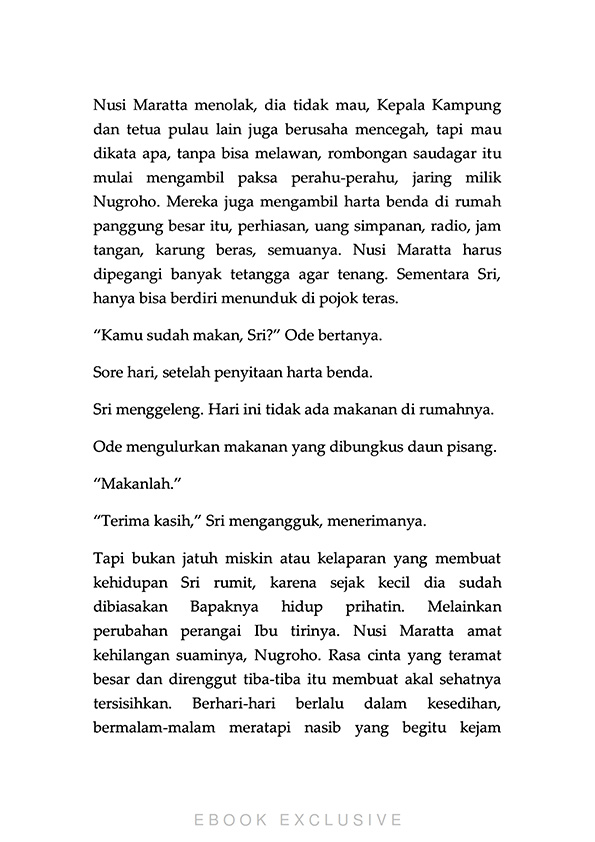 Nusi Maratta menolak, dia tidak mau, Kepala Kampung
dan tetua pulau lain juga berusaha mencegah, tapi mau
dikata apa, tanpa bisa melawan, rombongan saudagar itu
mulai mengambil paksa perahu-perahu, jaring milik
Nugroho. Mereka juga mengambil harta benda di rumah
panggung besar itu, perhiasan, uang simpanan, radio, jam
tangan, karung beras, semuanya. Nusi Maratta harus
dipegangi banyak tetangga agar tenang. Sementara Sri,
hanya bisa berdiri menunduk di pojok teras.
“Kamu sudah makan, Sri?” Ode bertanya.
Sore hari, setelah penyitaan harta benda.
Sri menggeleng. Hari ini tidak ada makanan di rumahnya.
Ode mengulurkan makanan yang dibungkus daun pisang.
“Makanlah.”
“Terima kasih,” Sri mengangguk, menerimanya.
Tapi bukan jatuh miskin atau kelaparan yang membuat
kehidupan Sri rumit, karena sejak kecil dia sudah
dibiasakan Bapaknya hidup prihatin. Melainkan
perubahan perangai Ibu tirinya. Nusi Maratta amat
kehilangan suaminya, Nugroho. Rasa cinta yang teramat
besar dan direnggut tiba-tiba itu membuat akal sehatnya
tersisihkan. Berhari-hari berlalu dalam kesedihan,
bermalam-malam meratapi nasib yang begitu kejam
EBOOK EXCLUSIVE